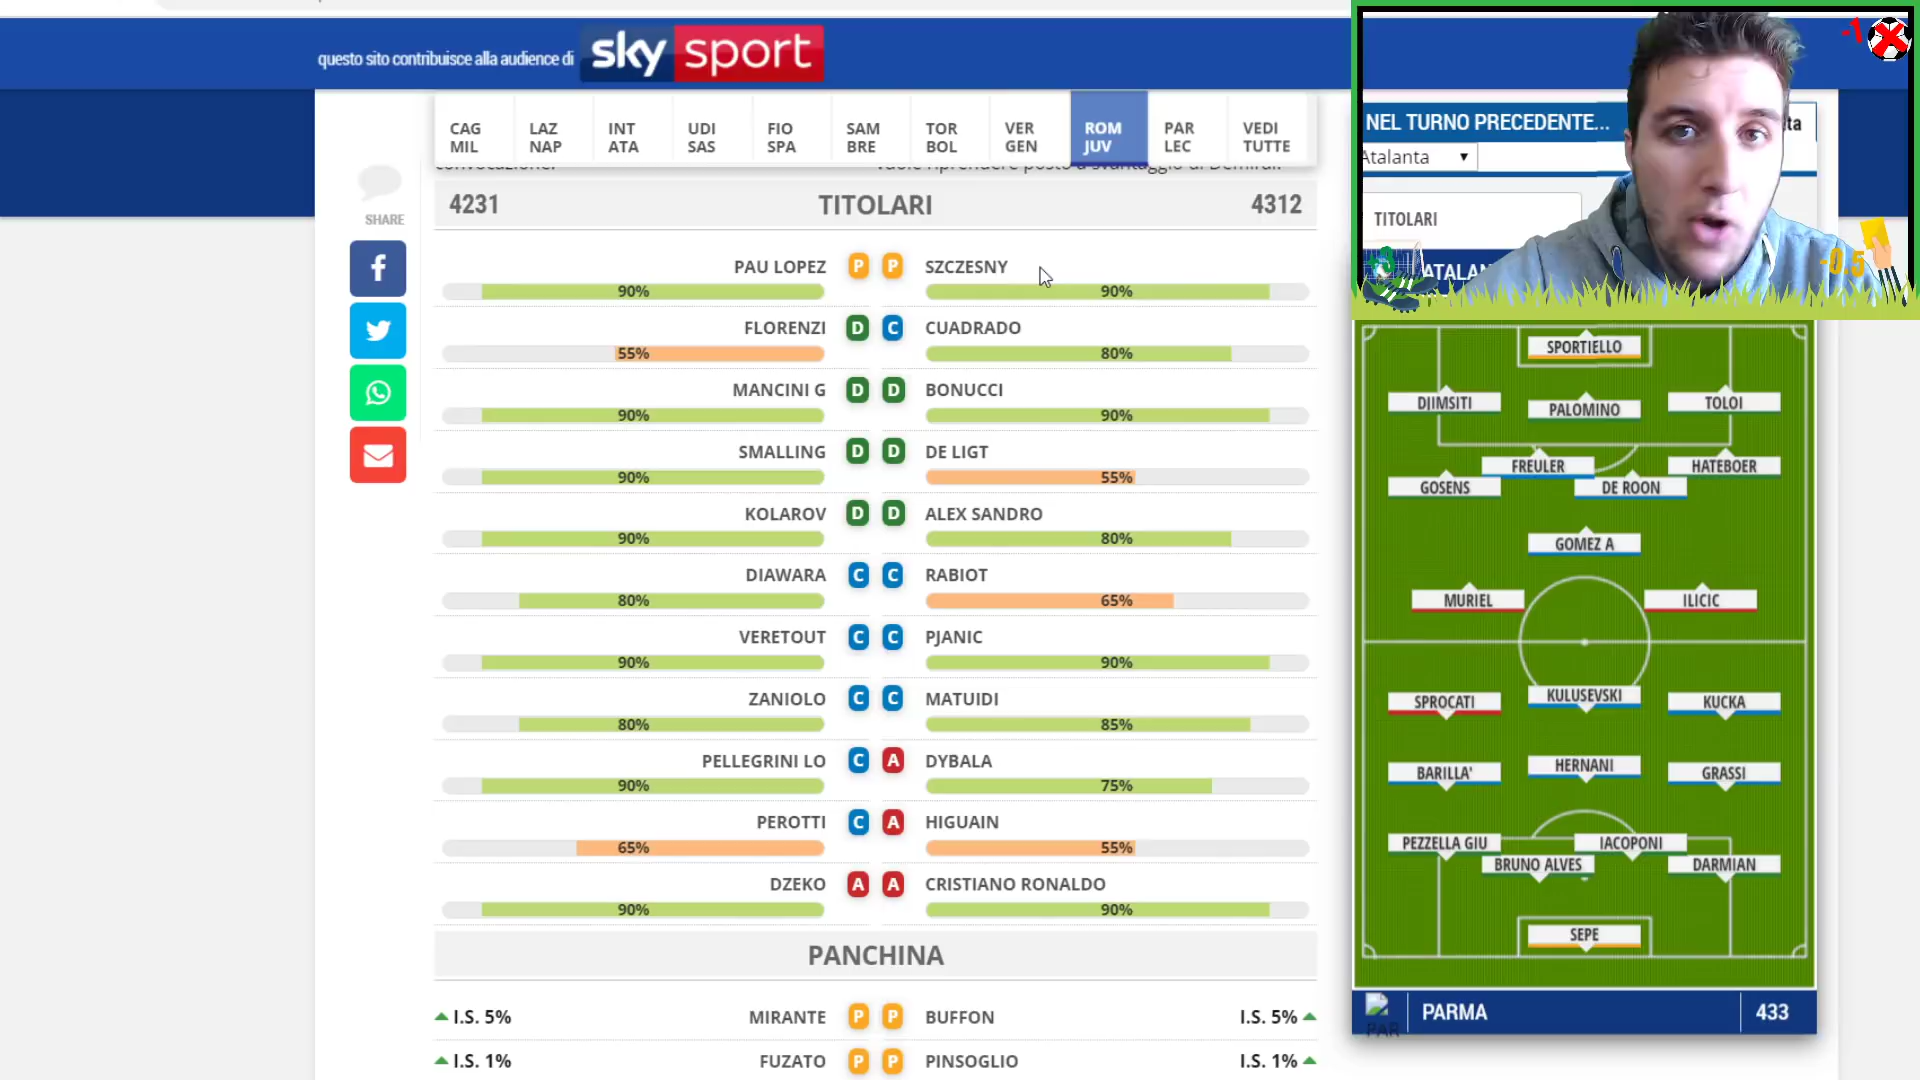 questo sito contribuisce alla audience di sky sport
CAG MIL
LAZ NAP
INT ATA
UDI SAS
FIO SPA
SAM BRE
TOR BOL
VER GEN
ROM JUV
PAR LEC
VEDI TUTTE
SHARE
4231 TITOLARI 4312
PAU LOPEZ P P SZCZESNY
90% 90%
FLORENZI D C CUADRADO
55% 80%
MANCINI G D D BONUCCI
90% 90%
SMALLING D D DE LIGT
90% 55%
KOLAROV D D ALEX SANDRO
90% 80%
DIAWARA C C RABIOT
80% 65%
VERETOUT C C PJANIC
90% 90%
ZANIOLO C C MATUIDI
80% 85%
PELLEGRINI LO C A DYBALA
90% 75%
PEROTTI C A HIGUAIN
65% 55%
DZEKO A A CRISTIANO RONALDO
90% 90%
PANCHINA
I.S. 5% MIRANTE P P BUFFON I.S. 5%
I.S. 1% FUZATO P P PINSOGLIO I.S. 1%
-1
NEL TURNO PRECEDENTE...
ta
Atalanta
TITOLARI
ATALAN
-0.5
SPORTIELLO
DJIMSITI PALOMINO TOLOI
FREULER HATEBOER
GOSENS DE ROON
GOMEZ A
MURIEL ILICIC
SPROCATI KULUSEVSKI KUCKA
BARILLA' HERNANI GRASSI
PEZZELLA GIU IACOPONI
BRUNO ALVES DARMIAN
SEPE
PAR PARMA 433